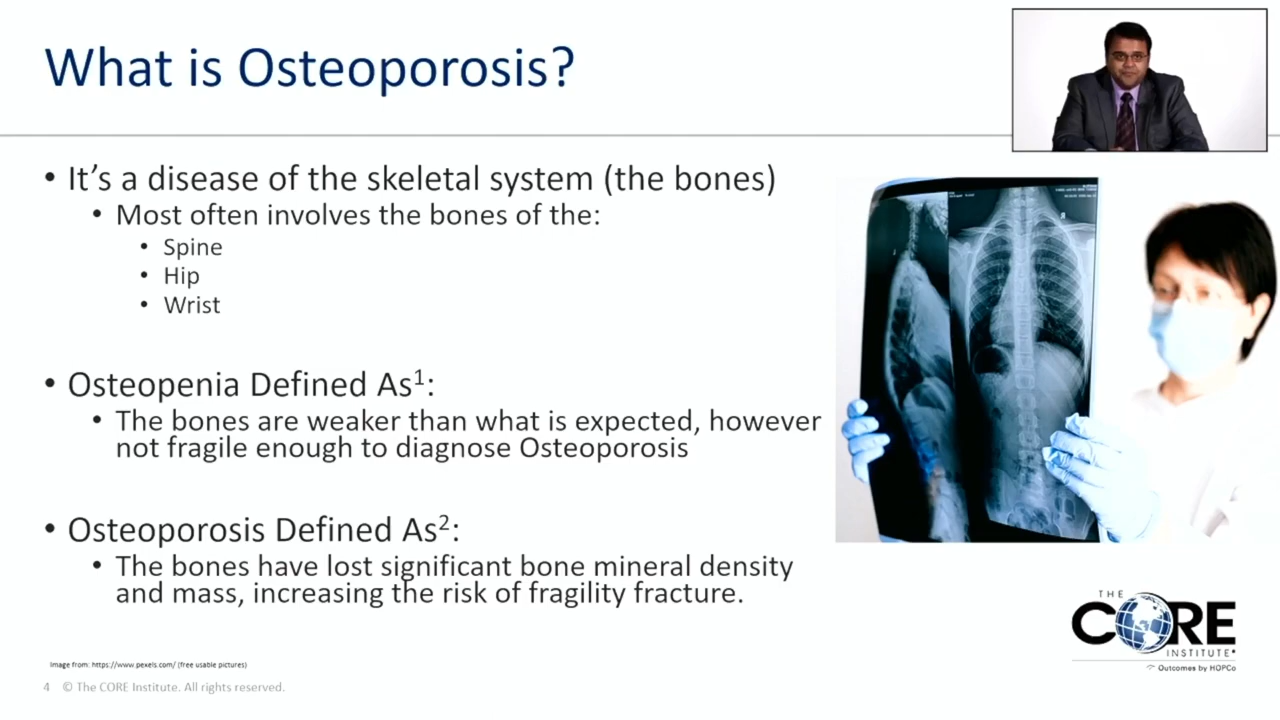 What is Osteoporosis?
• It’s a disease of the skeletal system (the bones)
• Most often involves the bones of the:
• Spine
• Hip
• Wrist
• Osteopenia Defined As¹:
• The bones are weaker than what is expected, however
not fragile enough to diagnose Osteoporosis
• Osteoporosis Defined As²:
• The bones have lost significant bone mineral density
and mass, increasing the risk of fragility fracture.
THE
CORE
INSTITUTE®
Outcomes by HOPCo
Image from: https://www.pexels.com/ (free usable pictures)
4 © The CORE Institute. All rights reserved.